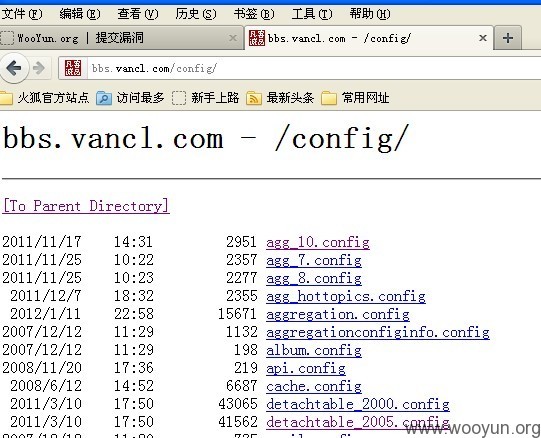 文件(F) 编辑(E) 查看(V) 历史(S) 书签(B) 工具(T) 帮助(H)
WooYun.org | 提交漏洞 × bbs.vancl.com - /config/ × +
bbs.vancl.com/config/
火狐官方站点 访问最多 新手上路 最新头条 常用网址
bbs.vancl.com - /config/
[To Parent Directory]
2011/11/17 14:31 2951 agg_10.config
2011/11/25 10:22 2357 agg_7.config
2011/11/25 10:23 2277 agg_8.config
2011/12/7 18:32 2355 agg_hottopics.config
2012/1/11 22:58 15671 aggregation.config
2007/12/12 11:29 1132 aggregationconfiginfo.config
2007/12/12 11:29 198 album.config
2008/11/20 17:36 219 api.config
2008/6/12 14:52 6687 cache.config
2011/3/10 17:50 43065 detachtable_2000.config
2011/3/10 17:50 41562 detachtable_2005.config
www.wooyun.org